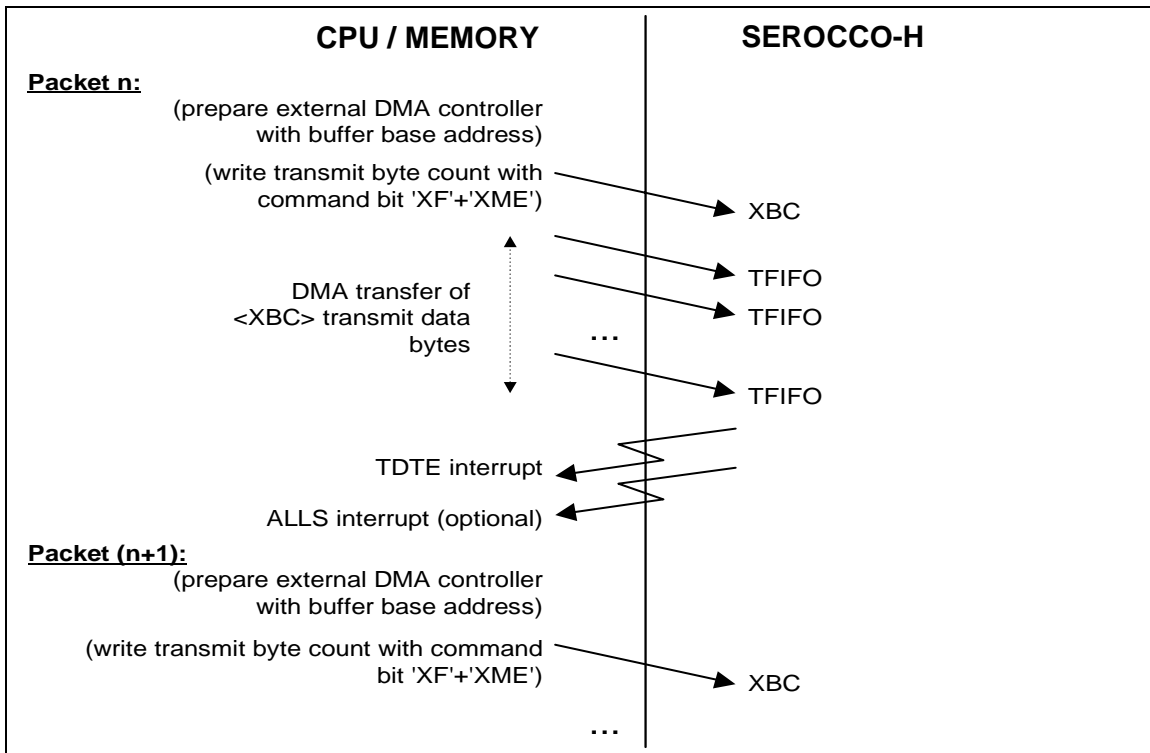 CPU / MEMORY
SEROCCO-H
Packet n:
(prepare external DMA controller
with buffer base address)
(write transmit byte count with
command bit 'XF'+'XME')
XBC
TFIFO
DMA transfer of
<XBC> transmit data
bytes
TFIFO
...
TFIFO
TDTE interrupt
ALLS interrupt (optional)
Packet (n+1):
(prepare external DMA controller
with buffer base address)
(write transmit byte count with command
bit 'XF'+'XME')
XBC
...